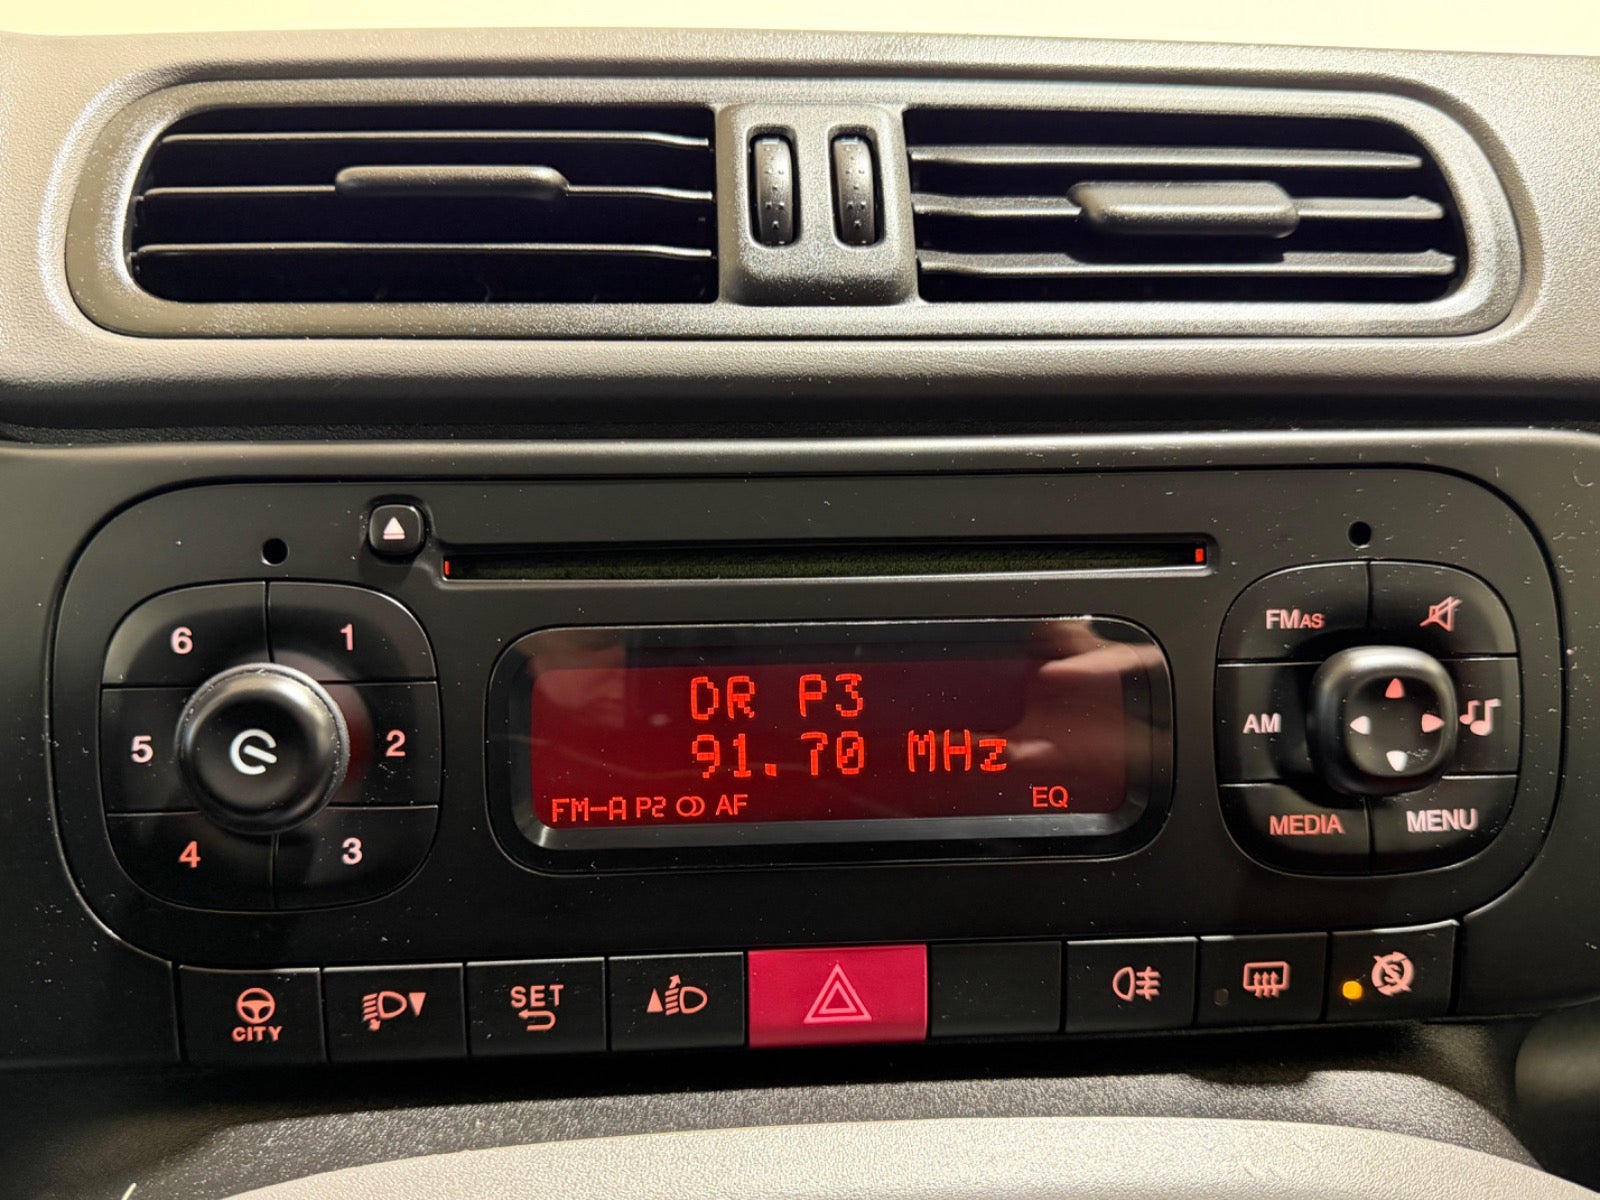 6 1
5 2
4 3
DR P3
91.70 MHz
FM-A P2 AF EQ
FMAS
AM
MEDIA MENU
CITY
SET
S